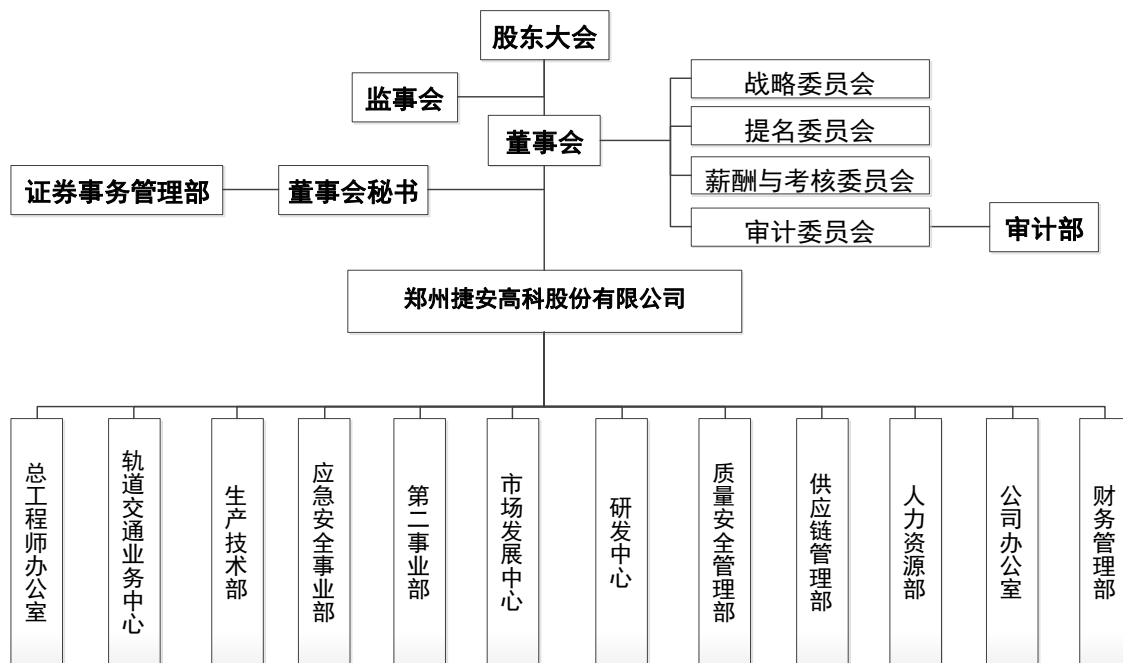 股东大会
监事会
战略委员会
提名委员会
董事会
薪酬与考核委员会
证券事务管理部
董事会秘书
审计委员会
审计部
郑州捷安高科股份有限公司
总工程师办公室
轨道交通业务中心
生产技术部
应急安全事业部
第二事业部
市场发展中心
研发中心
质量安全管理部
供应链管理部
人力资源部
公司办公室
财务管理部